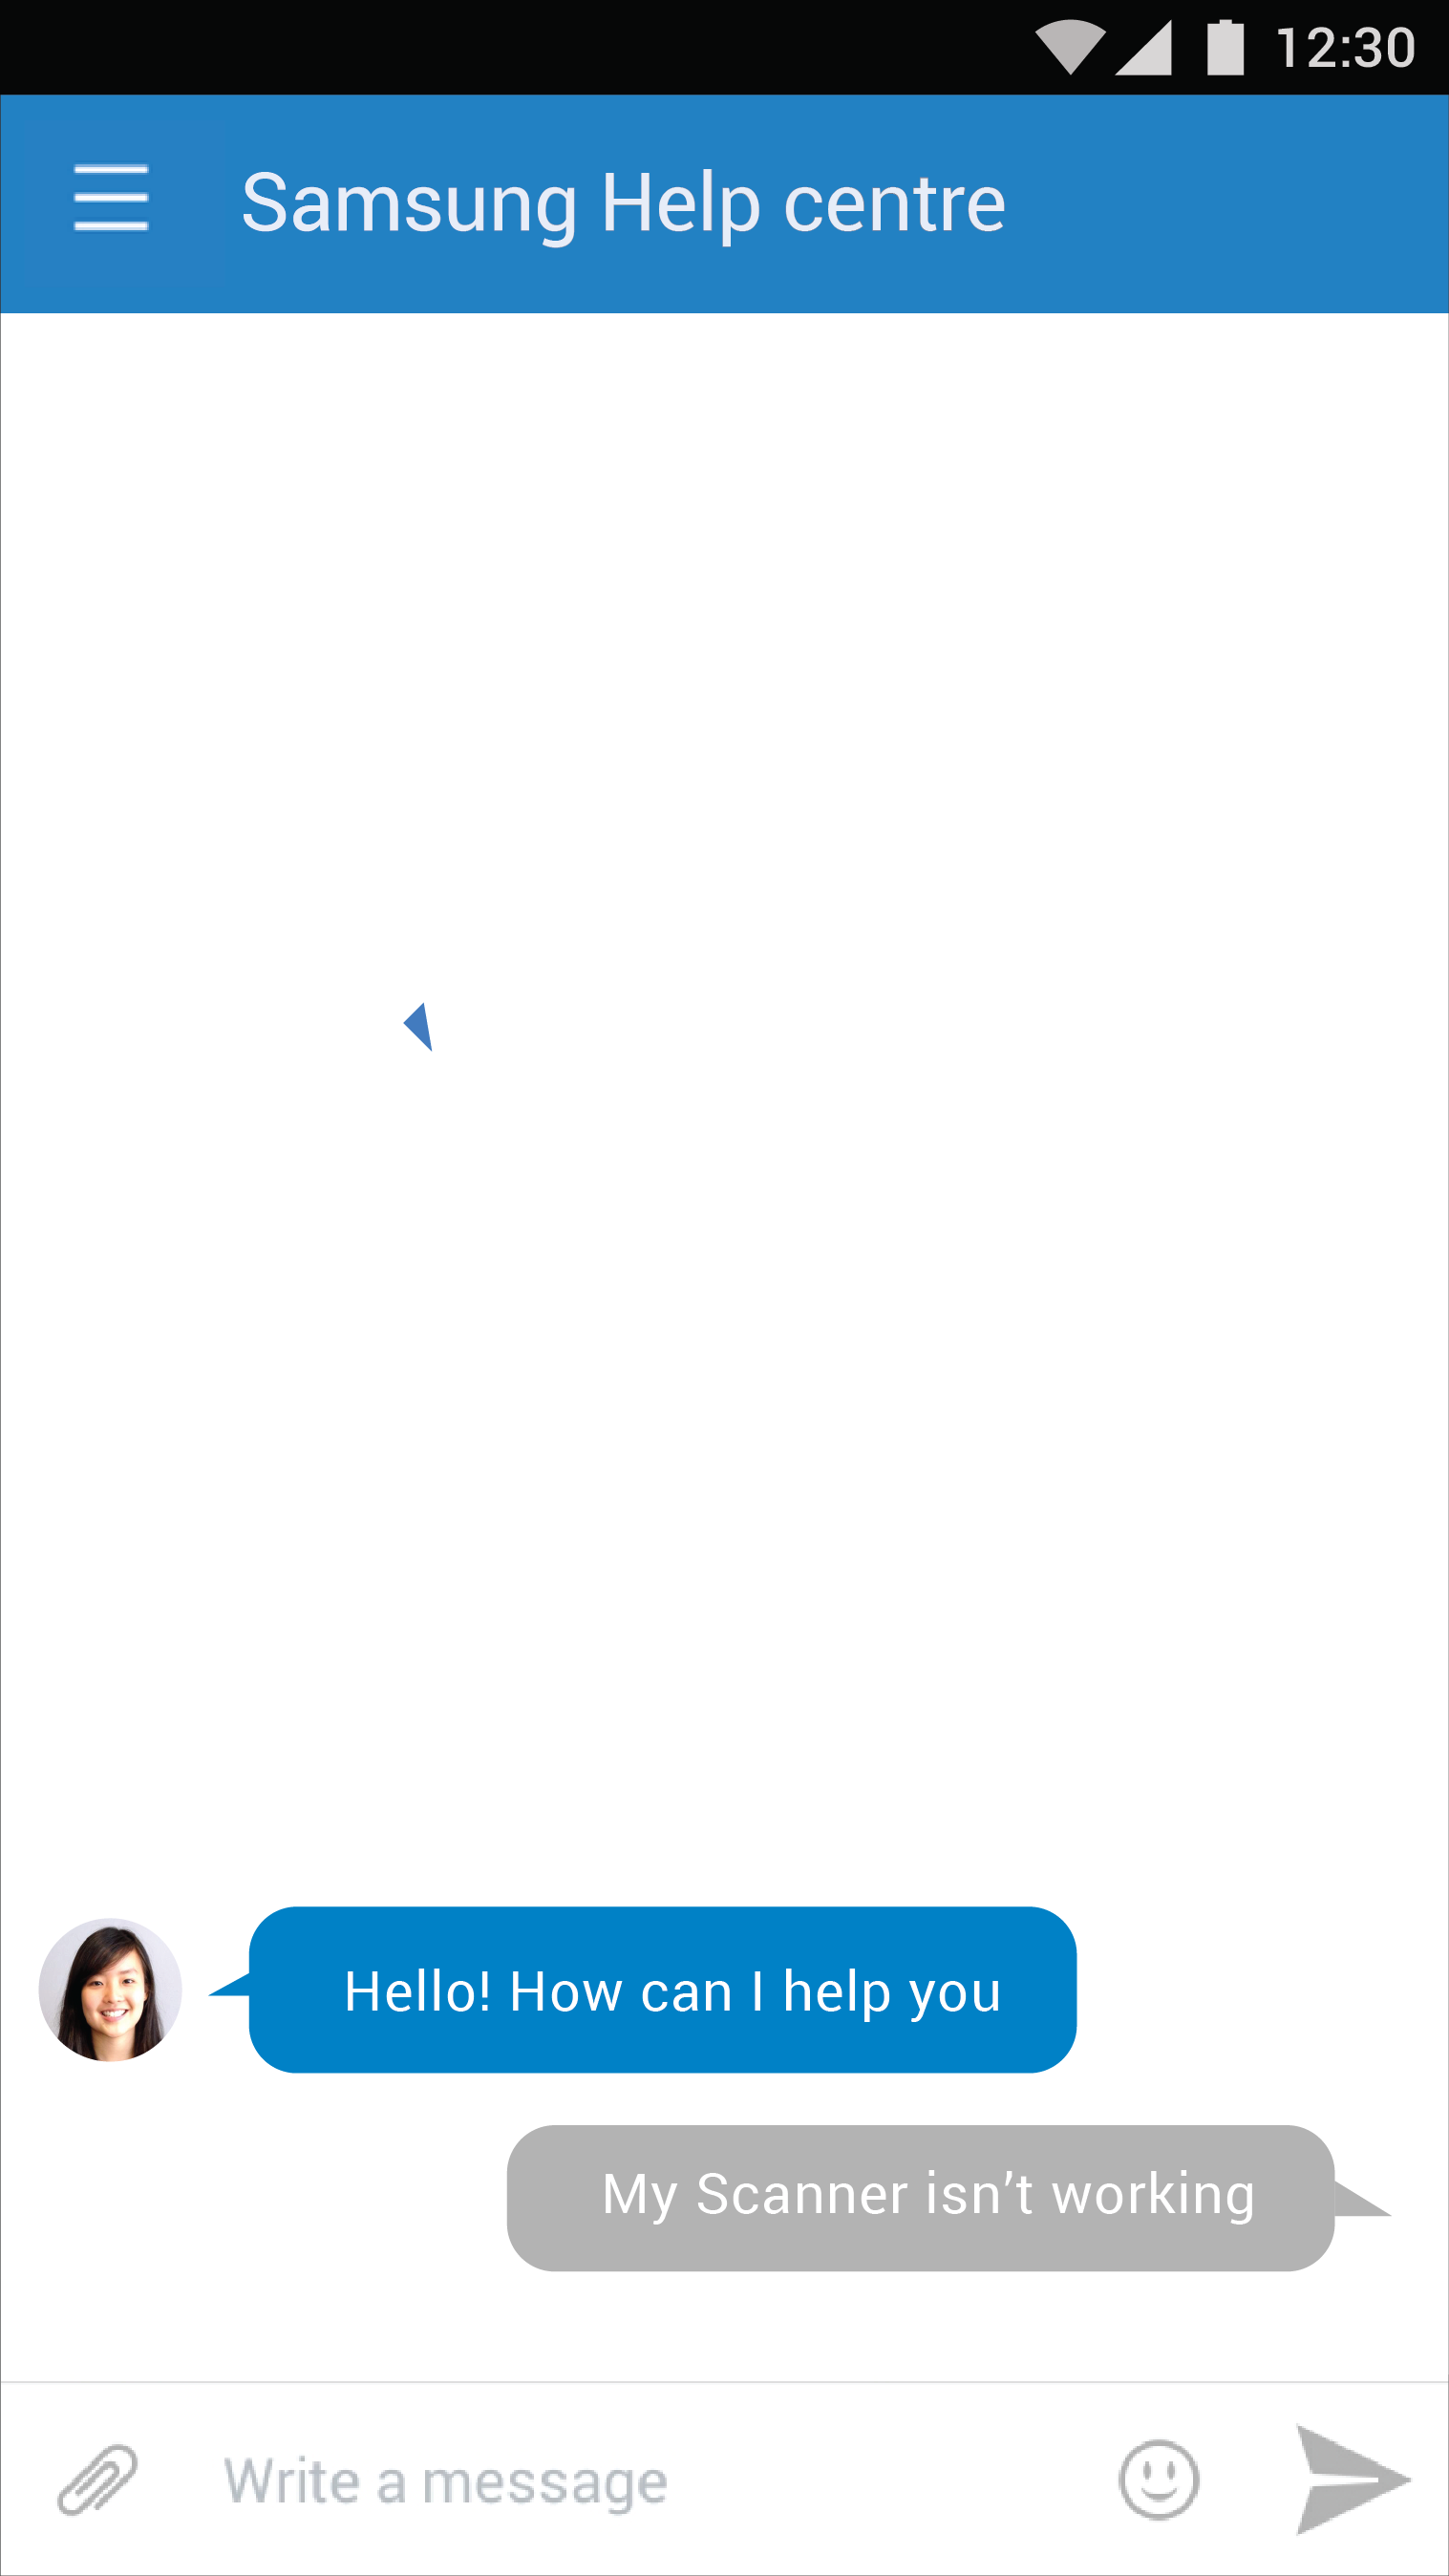 12:30
Samsung Help centre
Hello! How can I help you
My Scanner isn’t working
Write a message